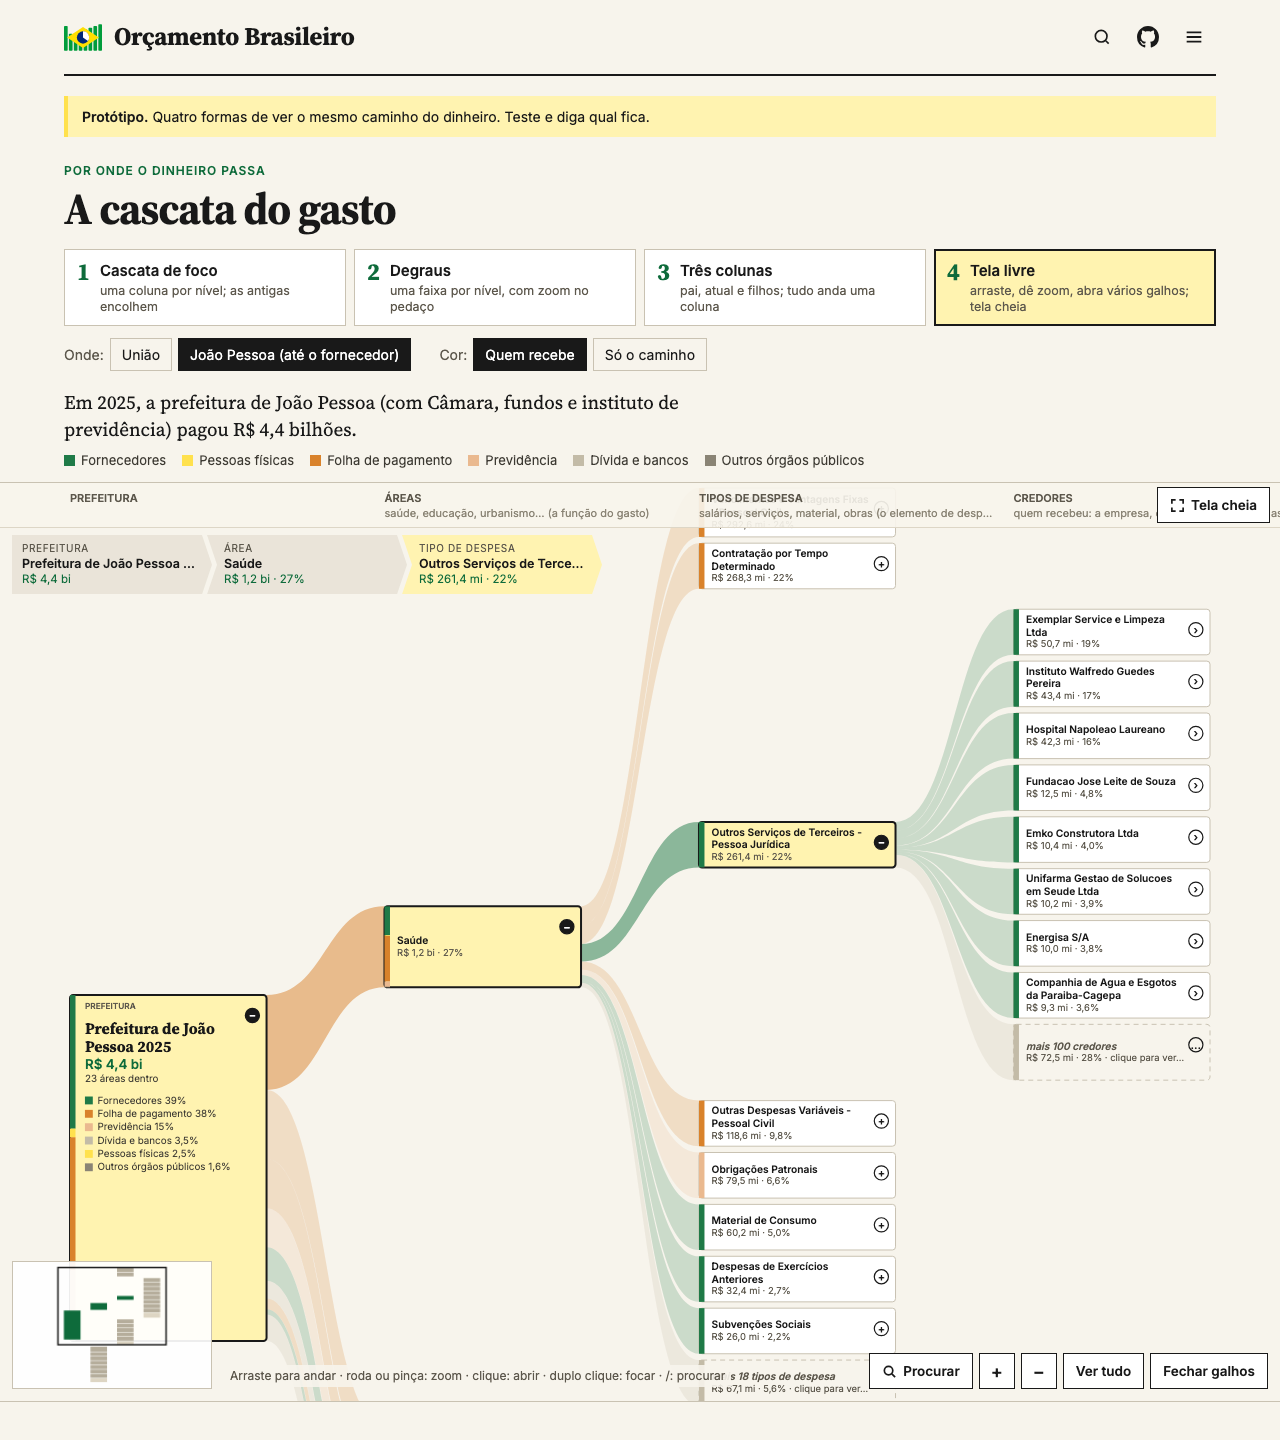 Orçamento Brasileiro
Protótipo. Quatro formas de ver o mesmo caminho do dinheiro. Teste e diga qual fica.
POR ONDE O DINHEIRO PASSA
A cascata do gasto
1 Cascata de foco
uma coluna por nível; as antigas
encolhem
2 Degraus
uma faixa por nível, com zoom no
pedaço
3 Três colunas
pai, atual e filhos; tudo anda uma
coluna
4 Tela livre
arraste, dê zoom, abra vários galhos;
tela cheia
Onde: União João Pessoa (até o fornecedor) Cor: Quem recebe Só o caminho
Em 2025, a prefeitura de João Pessoa (com Câmara, fundos e instituto de
previdência) pagou R$ 4,4 bilhões.
Fornecedores Pessoas físicas Folha de pagamento Previdência Dívida e bancos Outros órgãos públicos
PREFEITURA
ÁREAS
saúde, educação, urbanismo... (a função do gasto)
TIPOS DE DESPESA
salários, serviços, material, obras (o elemento de desp...
CREDORES
quem recebeu: a empresa,
Tela cheia
PREFEITURA
Prefeitura de João Pessoa ...
R$ 4,4 bi
ÁREA
Saúde
R$ 1,2 bi · 27%
TIPO DE DESPESA
Outros Serviços de Terce...
R$ 261,4 mi · 22%
Contratação por Tempo
Determinado
R$ 268,3 mi · 22%
Exemplar Service e Limpeza
Ltda
R$ 50,7 mi · 19%
Instituto Walfredo Guedes
Pereira
R$ 43,4 mi · 17%
Hospital Napoleao Laureano
R$ 42,3 mi · 16%
Fundacao Jose Leite de Souza
R$ 12,5 mi · 4,8%
Emko Construtora Ltda
R$ 10,4 mi · 4,0%
Unifarma Gestao de Solucoes
em Seude Ltda
R$ 10,2 mi · 3,9%
Energisa S/A
R$ 10,0 mi · 3,8%
Companhia de Agua e Esgotos
da Paraiba-Cagepa
R$ 9,3 mi · 3,6%
mais 100 credores
R$ 72,5 mi · 28% · clique para ver...
Outros Serviços de Terceiros -
Pessoa Jurídica
R$ 261,4 mi · 22%
Saúde
R$ 1,2 bi · 27%
PREFEITURA
Prefeitura de João
Pessoa 2025
R$ 4,4 bi
23 áreas dentro
Fornecedores 39%
Folha de pagamento 38%
Previdência 15%
Dívida e bancos 3,5%
Pessoas físicas 2,5%
Outros órgãos públicos 1,6%
Outras Despesas Variáveis -
Pessoal Civil
R$ 118,6 mi · 9,8%
Obrigações Patronais
R$ 79,5 mi · 6,6%
Material de Consumo
R$ 60,2 mi · 5,0%
Despesas de Exercícios
Anteriores
R$ 32,4 mi · 2,7%
Subvenções Sociais
R$ 26,0 mi · 2,2%
s 18 tipos de despesa
R$ 67,1 mi · 5,6% · clique para ver...
Arraste para andar · roda ou pinça: zoom · clique: abrir · duplo clique: focar · /: procurar
Procurar + − Ver tudo Fechar galhos